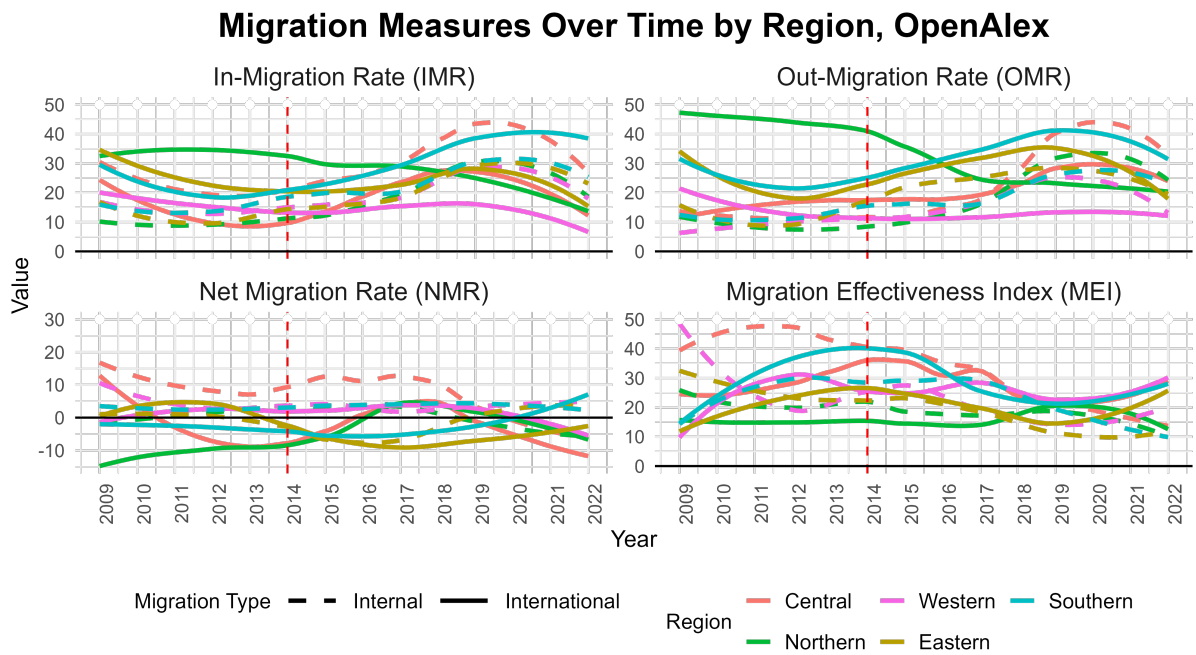 Migration Measures Over Time by Region, OpenAlex
In-Migration Rate (IMR)
Out-Migration Rate (OMR)
50
40
30
20
10
0
50
40
30
20
10
0
Net Migration Rate (NMR)
Migration Effectiveness Index (MEI)
30
20
10
0
-10
50
40
30
20
10
0
Value
2009 2010 2011 2012 2013 2014 2015 2016 2017 2018 2019 2020 2021 2022
2009 2010 2011 2012 2013 2014 2015 2016 2017 2018 2019 2020 2021 2022
Year
Migration Type Internal International
Region
Central Western Southern
Northern Eastern